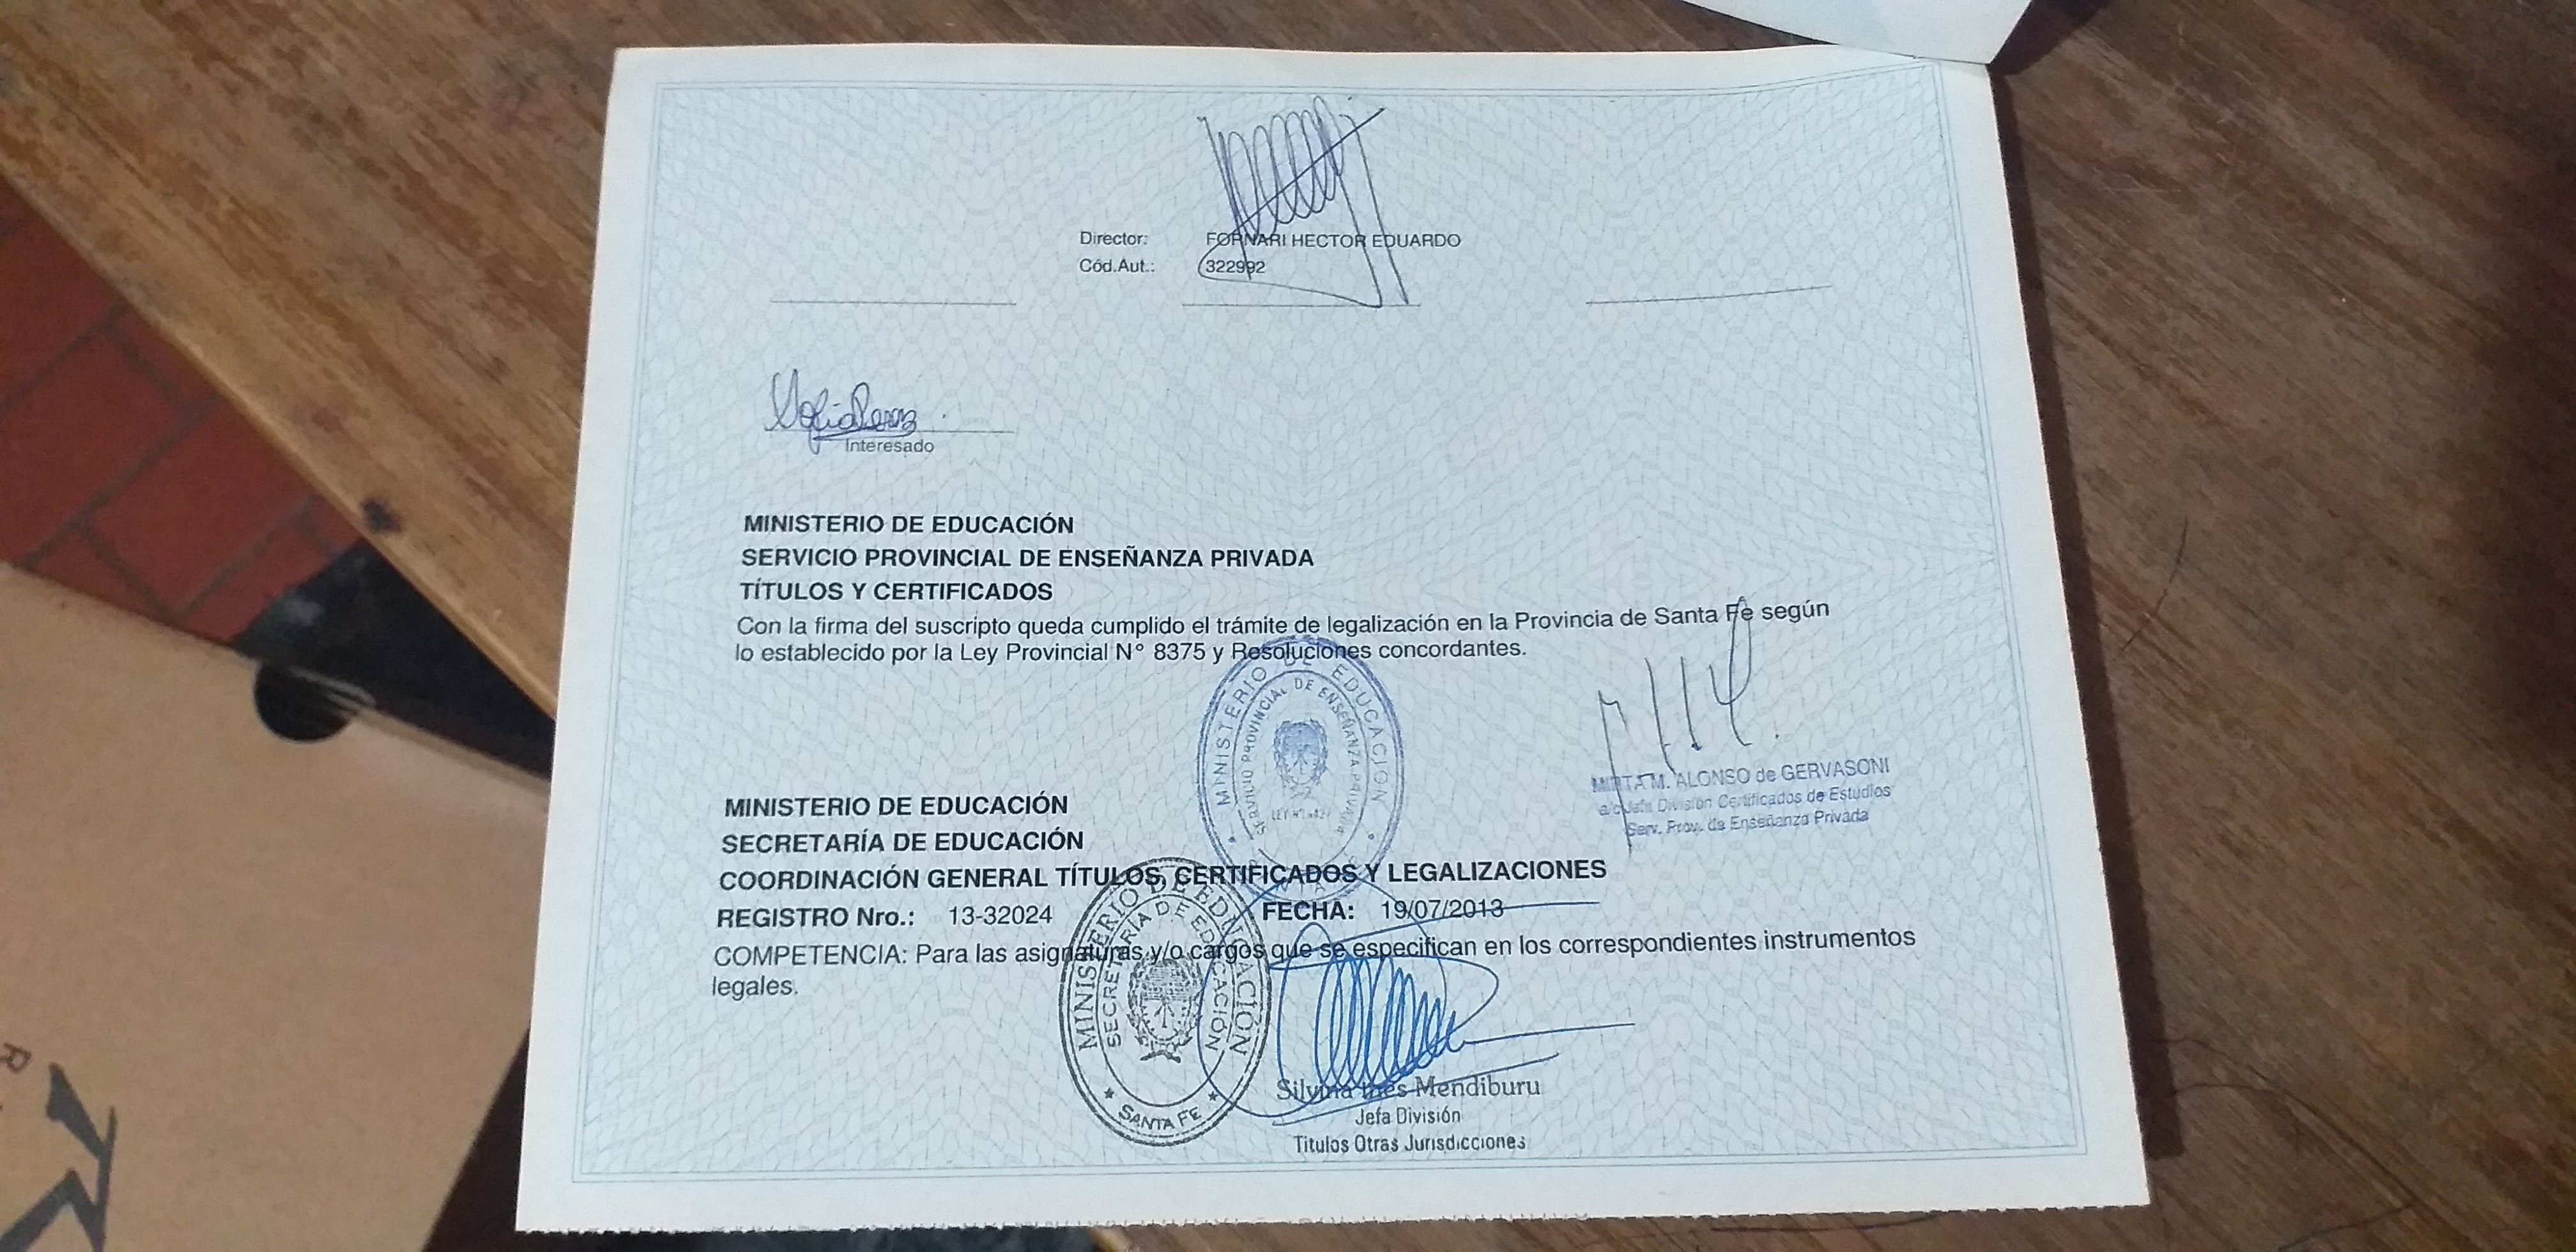 Director: FORNARI HECTOR EDUARDO
Cód.Aut.: 322992
Interesado
MINISTERIO DE EDUCACIÓN
SERVICIO PROVINCIAL DE ENSEÑANZA PRIVADA
TÍTULOS Y CERTIFICADOS
Con la firma del suscripto queda cumplido el trámite de legalización en la Provincia de Santa Fe según
lo establecido por la Ley Provincial N° 8375 y Resoluciones concordantes.
MINISTERIO DE EDUCACION
SERVICIO PROVINCIAL DE ENSEÑANZA PRIVADA
MIRTA M. ALONSO de GERVASONI
a/c Jefe División Certificados de Estudios
Serv. Prov. de Enseñanza Privada
MINISTERIO DE EDUCACIÓN
SECRETARÍA DE EDUCACIÓN
COORDINACIÓN GENERAL TÍTULOS, CERTIFICADOS Y LEGALIZACIONES
REGISTRO Nro.: 13-32024 FECHA: 19/07/2013
COMPETENCIA: Para las asignaturas y/o cargos que se especifican en los correspondientes instrumentos
legales.
MINISTERIO DE EDUCACION
SECRETARÍA DE EDUCACIÓN
★ SANTA FE ★
Silvina Inés Mendiburu
Jefa División
Títulos Otras Jurisdicciones
R